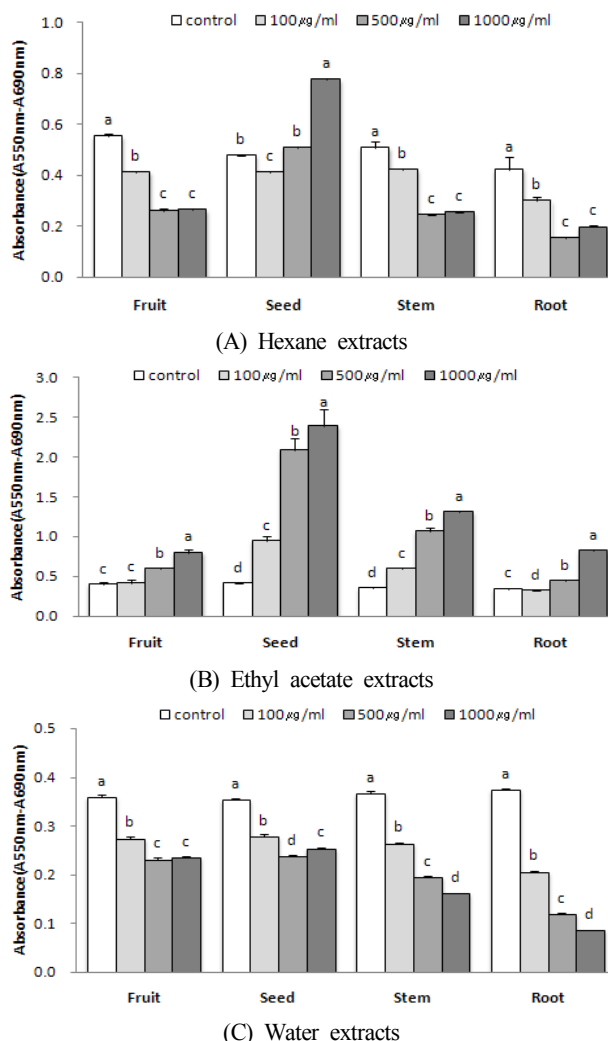 control 100㎍/ml 500㎍/ml 1000㎍/ml
Absorbance(A550nm-A690nm)
1.0
0.8
0.6
0.4
0.2
0.0
a b c c
b c b a
a b c c
a b c c
Fruit Seed Stem Root
(A) Hexane extracts
control 100㎍/ml 500㎍/ml 1000㎍/ml
Absorbance(A550nm-A690nm)
3.0
2.5
2.0
1.5
1.0
0.5
0.0
c c b a
d c b a
d c b a
c d b a
Fruit Seed Stem Root
(B) Ethyl acetate extracts
control 100㎍/ml 500㎍/ml 1000㎍/ml
Absorbance(A550nm-A690nm)
0.5
0.4
0.3
0.2
0.1
0.0
a b c c
a b d c
a b c d
a b c d
Fruit Seed Stem Root
(C) Water extracts